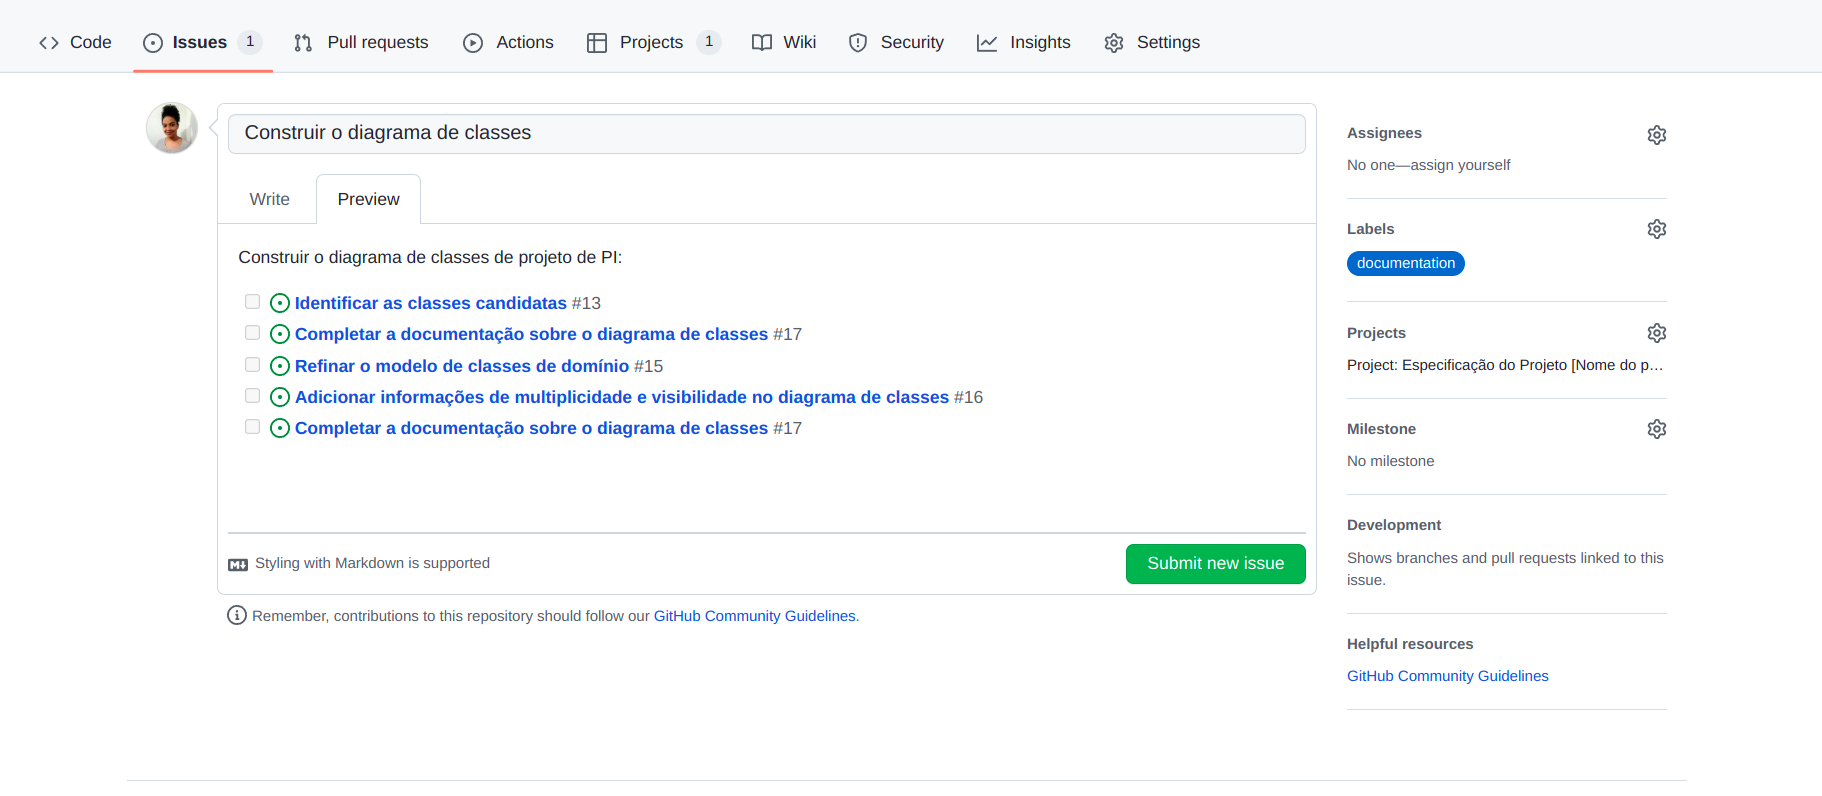 Code Issues 1 Pull requests Actions Projects 1 Wiki Security Insights Settings
Construir o diagrama de classes
Write Preview
Construir o diagrama de classes de projeto de PI:
Identificar as classes candidatas #13
Completar a documentação sobre o diagrama de classes #17
Refinar o modelo de classes de domínio #15
Adicionar informações de multiplicidade e visibilidade no diagrama de classes #16
Completar a documentação sobre o diagrama de classes #17
Styling with Markdown is supported
Submit new issue
Remember, contributions to this repository should follow our GitHub Community Guidelines.
Assignees
No one—assign yourself
Labels
documentation
Projects
Project: Especificação do Projeto [Nome do p…
Milestone
No milestone
Development
Shows branches and pull requests linked to this
issue.
Helpful resources
GitHub Community Guidelines